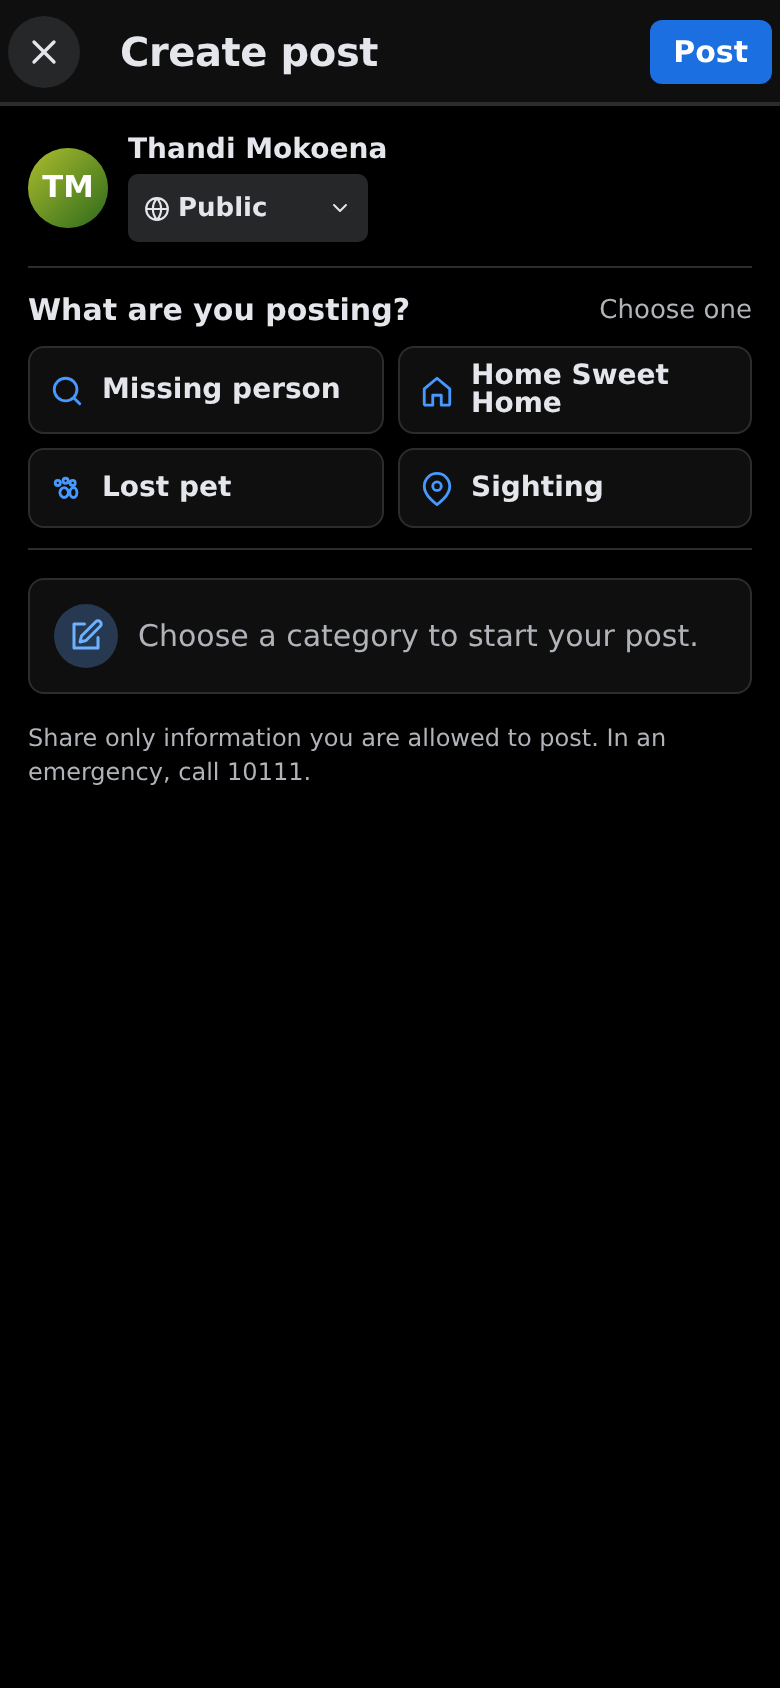 Create post
Post
TM
Thandi Mokoena
Public
What are you posting?
Choose one
Missing person
Home Sweet
Home
Lost pet
Sighting
Choose a category to start your post.
Share only information you are allowed to post. In an
emergency, call 10111.